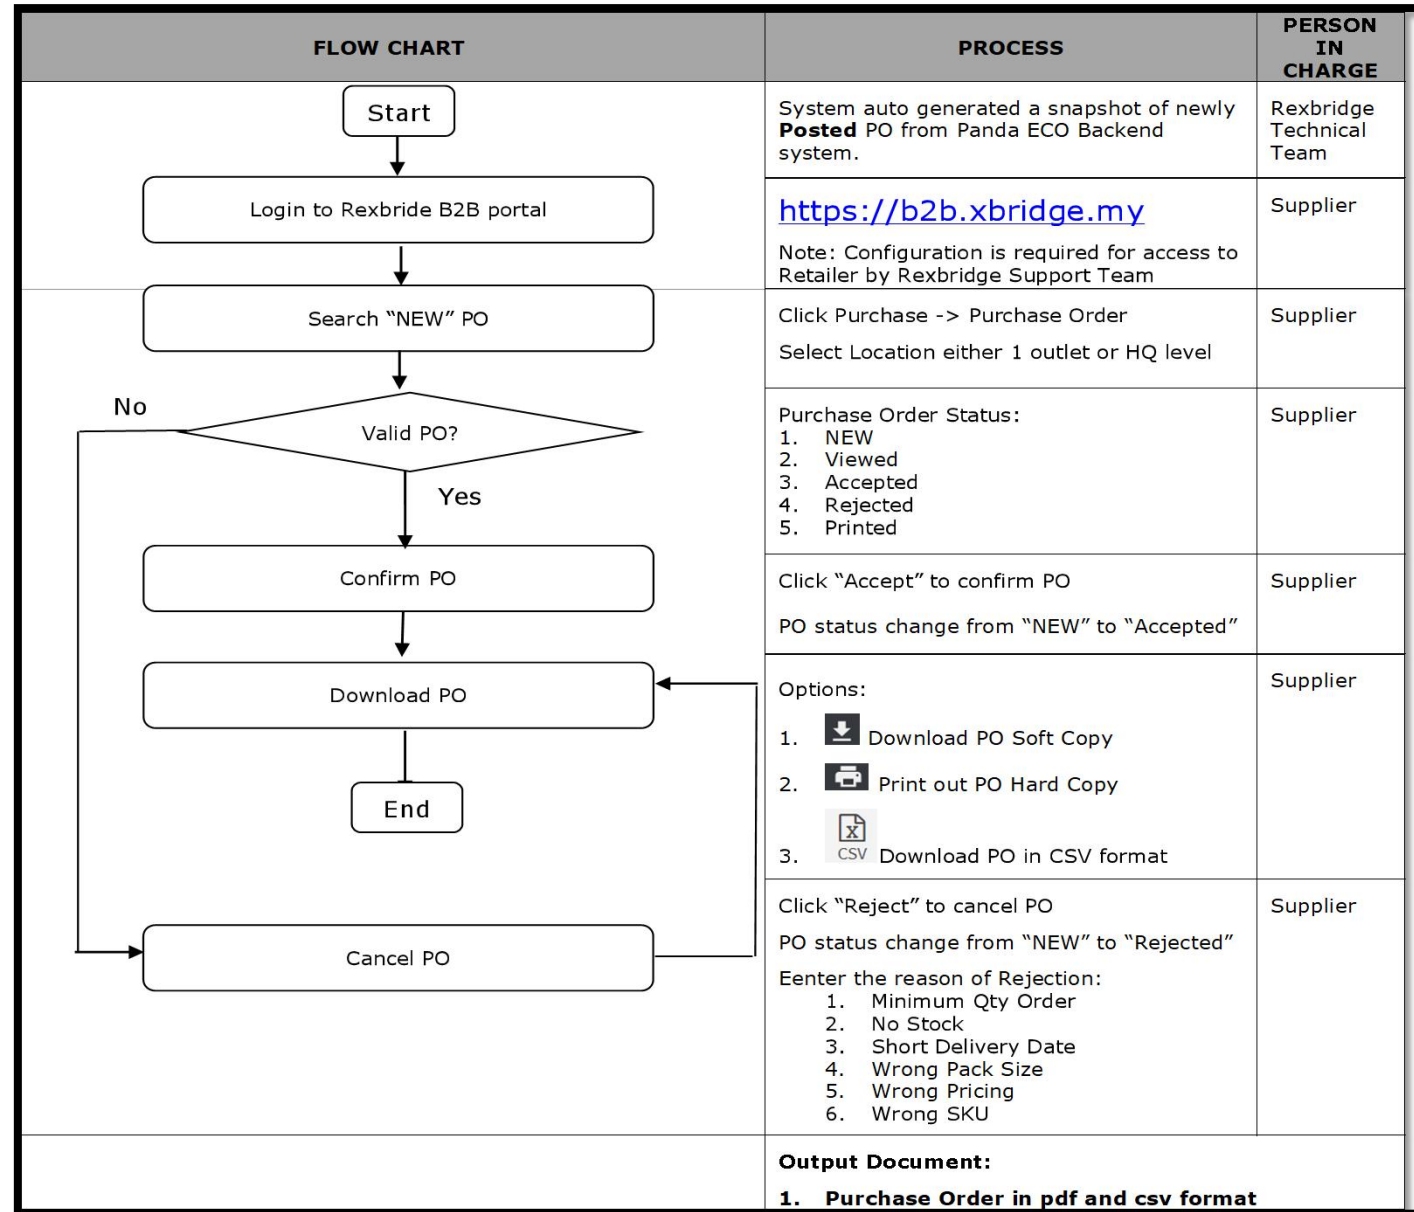 FLOW CHART
PROCESS
PERSON
IN
CHARGE
Start
System auto generated a snapshot of newly
Posted PO from Panda ECO Backend
system.
Rexbridge
Technical
Team
Login to Rexbride B2B portal
https://b2b.xbridge.my
Note: Configuration is required for access to
Retailer by Rexbridge Support Team
Supplier
Search “NEW” PO
Click Purchase -> Purchase Order
Select Location either 1 outlet or HQ level
Supplier
No
Valid PO?
Yes
Purchase Order Status:
1. NEW
2. Viewed
3. Accepted
4. Rejected
5. Printed
Supplier
Confirm PO
Click “Accept” to confirm PO
PO status change from “NEW” to “Accepted”
Supplier
Download PO
End
Options:
1. Download PO Soft Copy
2. Print out PO Hard Copy
X
3. CSV Download PO in CSV format
Supplier
Cancel PO
Click “Reject” to cancel PO
PO status change from “NEW” to “Rejected”
Eenter the reason of Rejection:
1. Minimum Qty Order
2. No Stock
3. Short Delivery Date
4. Wrong Pack Size
5. Wrong Pricing
6. Wrong SKU
Supplier
Output Document:
1. Purchase Order in pdf and csv format